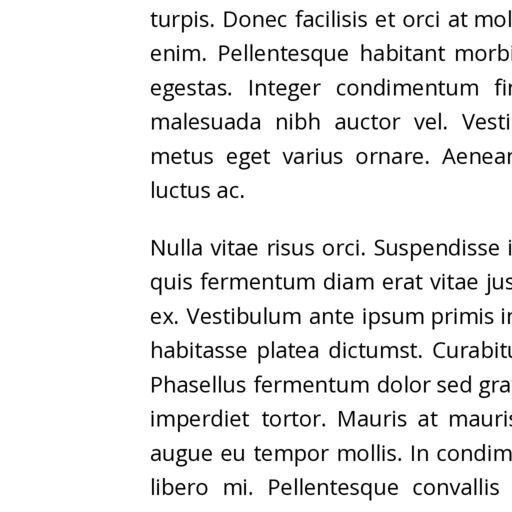 turpis. Donec facilisis et orci at mol
enim. Pellentesque habitant morbi
egestas. Integer condimentum fi
malesuada nibh auctor vel. Vesti
metus eget varius ornare. Aenean
luctus ac.
Nulla vitae risus orci. Suspendisse i
quis fermentum diam erat vitae jus
ex. Vestibulum ante ipsum primis in
habitasse platea dictumst. Curabitu
Phasellus fermentum dolor sed gra
imperdiet tortor. Mauris at mauris
augue eu tempor mollis. In condim
libero mi. Pellentesque convallis